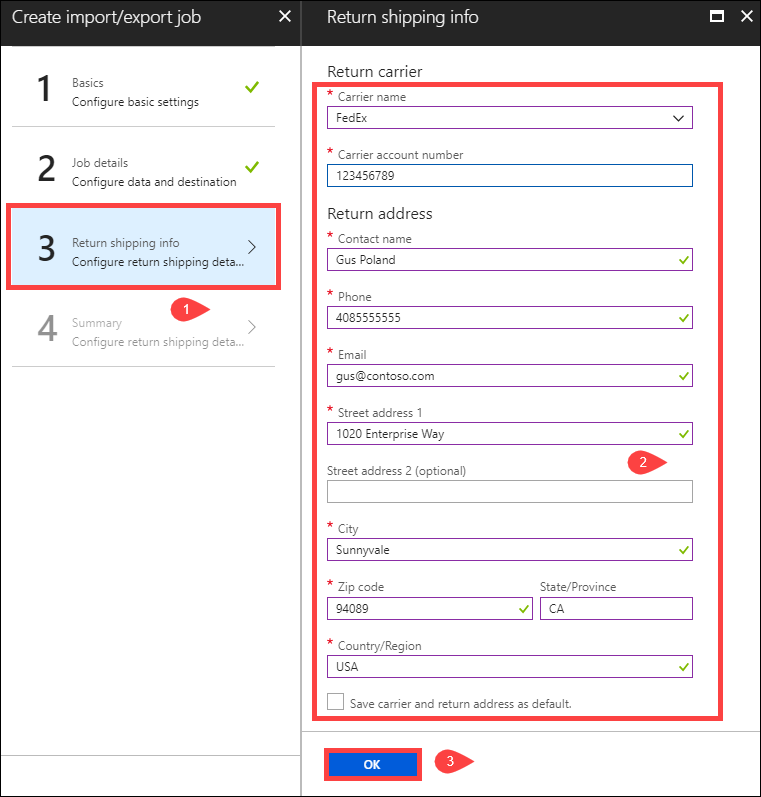 Create import/export job
1
Basics
Configure basic settings
2
Job details
Configure data and destination
3
Return shipping info
Configure return shipping deta...
1
4
Summary
Configure return shipping deta...
Return shipping info
Return carrier
* Carrier name
FedEx
* Carrier account number
123456789
Return address
* Contact name
Gus Poland
* Phone
4085555555
* Email
gus@contoso.com
* Street address 1
1020 Enterprise Way
2
Street address 2 (optional)
* City
Sunnyvale
* Zip code State/Province
94089 CA
* Country/Region
USA
Save carrier and return address as default.
OK
3